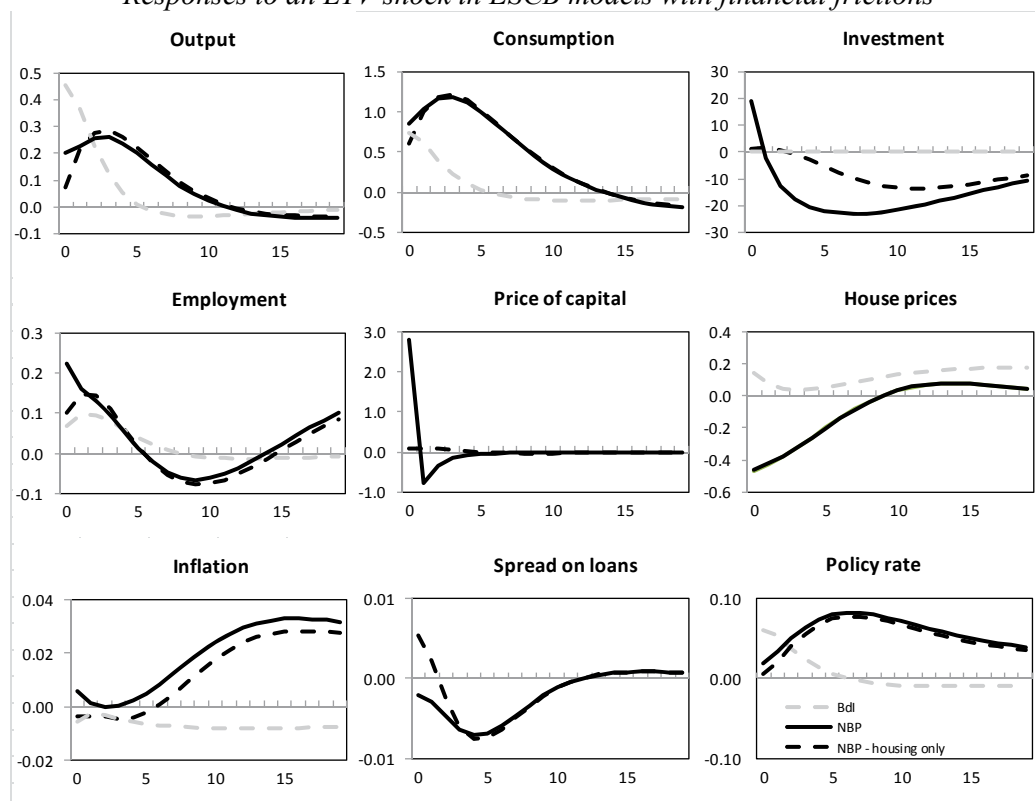 Responses to an LTV shock in ESCB models with financial frictions
Output
Consumption
Investment
0.5
0.4
0.3
0.2
0.1
0.0
-0.1
0 5 10 15
1.5
1.0
0.5
0.0
-0.5
0 5 10 15
30
20
10
0
-10
-20
-30
0 5 10 15
Employment
Price of capital
House prices
0.3
0.2
0.1
0.0
-0.1
0 5 10 15
3.0
2.0
1.0
0.0
-1.0
0 5 10 15
0.4
0.2
0.0
-0.2
-0.4
-0.6
0 5 10 15
Inflation
Spread on loans
Policy rate
0.04
0.02
0.00
-0.02
0 5 10 15
0.01
0.00
-0.01
0 5 10 15
0.10
0.00
-0.10
0 5 10 15
BdI
NBP
NBP - housing only